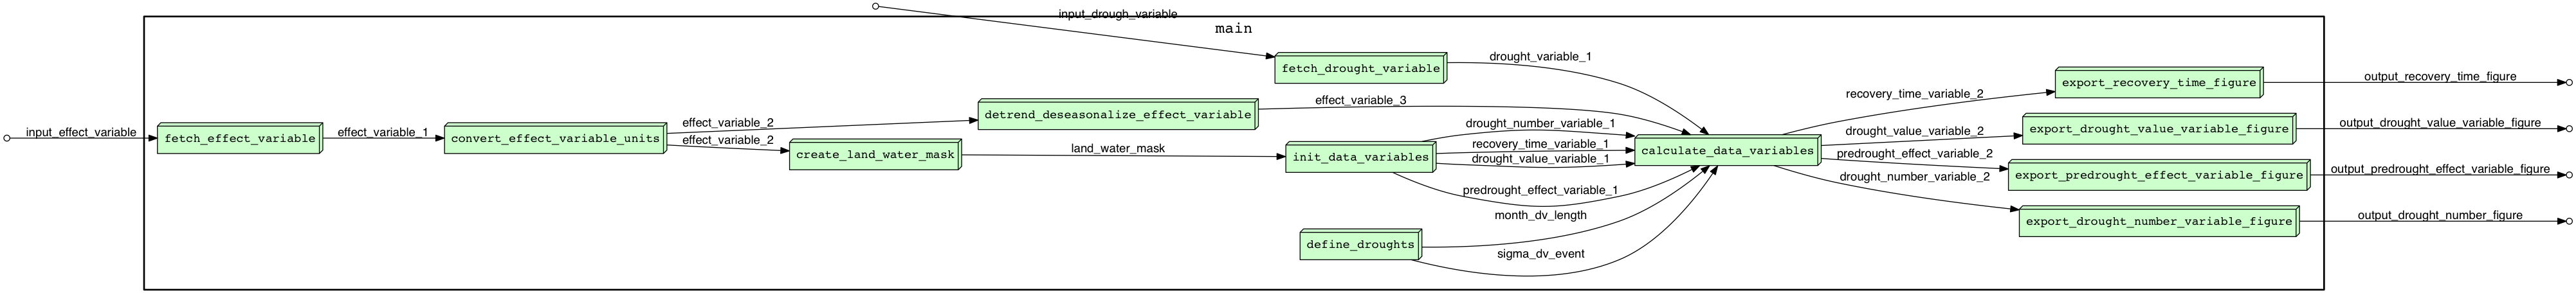 input_drough_variable
main
fetch_drought_variable
drought_variable_1
export_recovery_time_figure
output_recovery_time_figure
recovery_time_variable_2
detrend_deseasonalize_effect_variable
effect_variable_3
input_effect_variable
fetch_effect_variable
effect_variable_1
convert_effect_variable_units
effect_variable_2
effect_variable_2
create_land_water_mask
land_water_mask
init_data_variables
drought_number_variable_1
recovery_time_variable_1
drought_value_variable_1
predrought_effect_variable_1
calculate_data_variables
drought_value_variable_2
export_drought_value_variable_figure
output_drought_value_variable_figure
predrought_effect_variable_2
export_predrought_effect_variable_figure
output_predrought_effect_variable_figure
drought_number_variable_2
export_drought_number_variable_figure
output_drought_number_figure
month_dv_length
define_droughts
sigma_dv_event